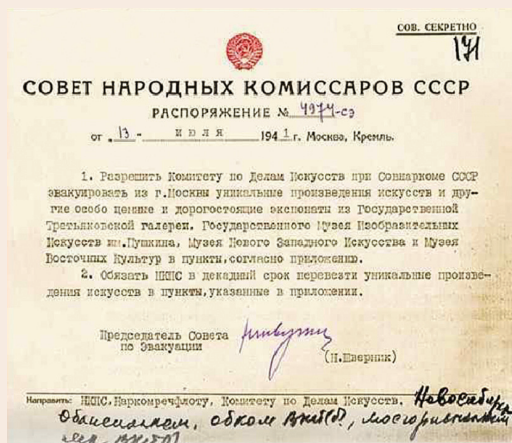 СОВ. СЕКРЕТНО
171
СОВЕТ НАРОДНЫХ КОМИССАРОВ СССР
РАСПОРЯЖЕНИЕ № 4974-сэ
от „13 - ИЮЛЯ 1941 г. Москва, Кремль.
1. Разрешить Комитету по Делам Искусств при Совнаркоме СССР
эвакуировать из г.Москвы уникальные произведения искусств и дру-
гие особо ценные и дорогостоящие экспонаты из Государственной
Третьяковской галереи, Государственного Музея Изобразительных
Искусств им.Пушкина, Музея Нового Западного Искусства и Музея
Восточных Культур в пункты,согласно приложению.
2. Обязать НКПС в декадный срок перевезти уникальные произве-
дения искусств в пункты,указанные в приложении.
Председатель Совета
по Эвакуации
(Н.Шверник)
Направить: НКПС,Наркомречфлоту, Комитету по Делам Искусств, Новосибирск
Облисполком, обком ВКП(б), Мосгорисполком
ВКП(б)